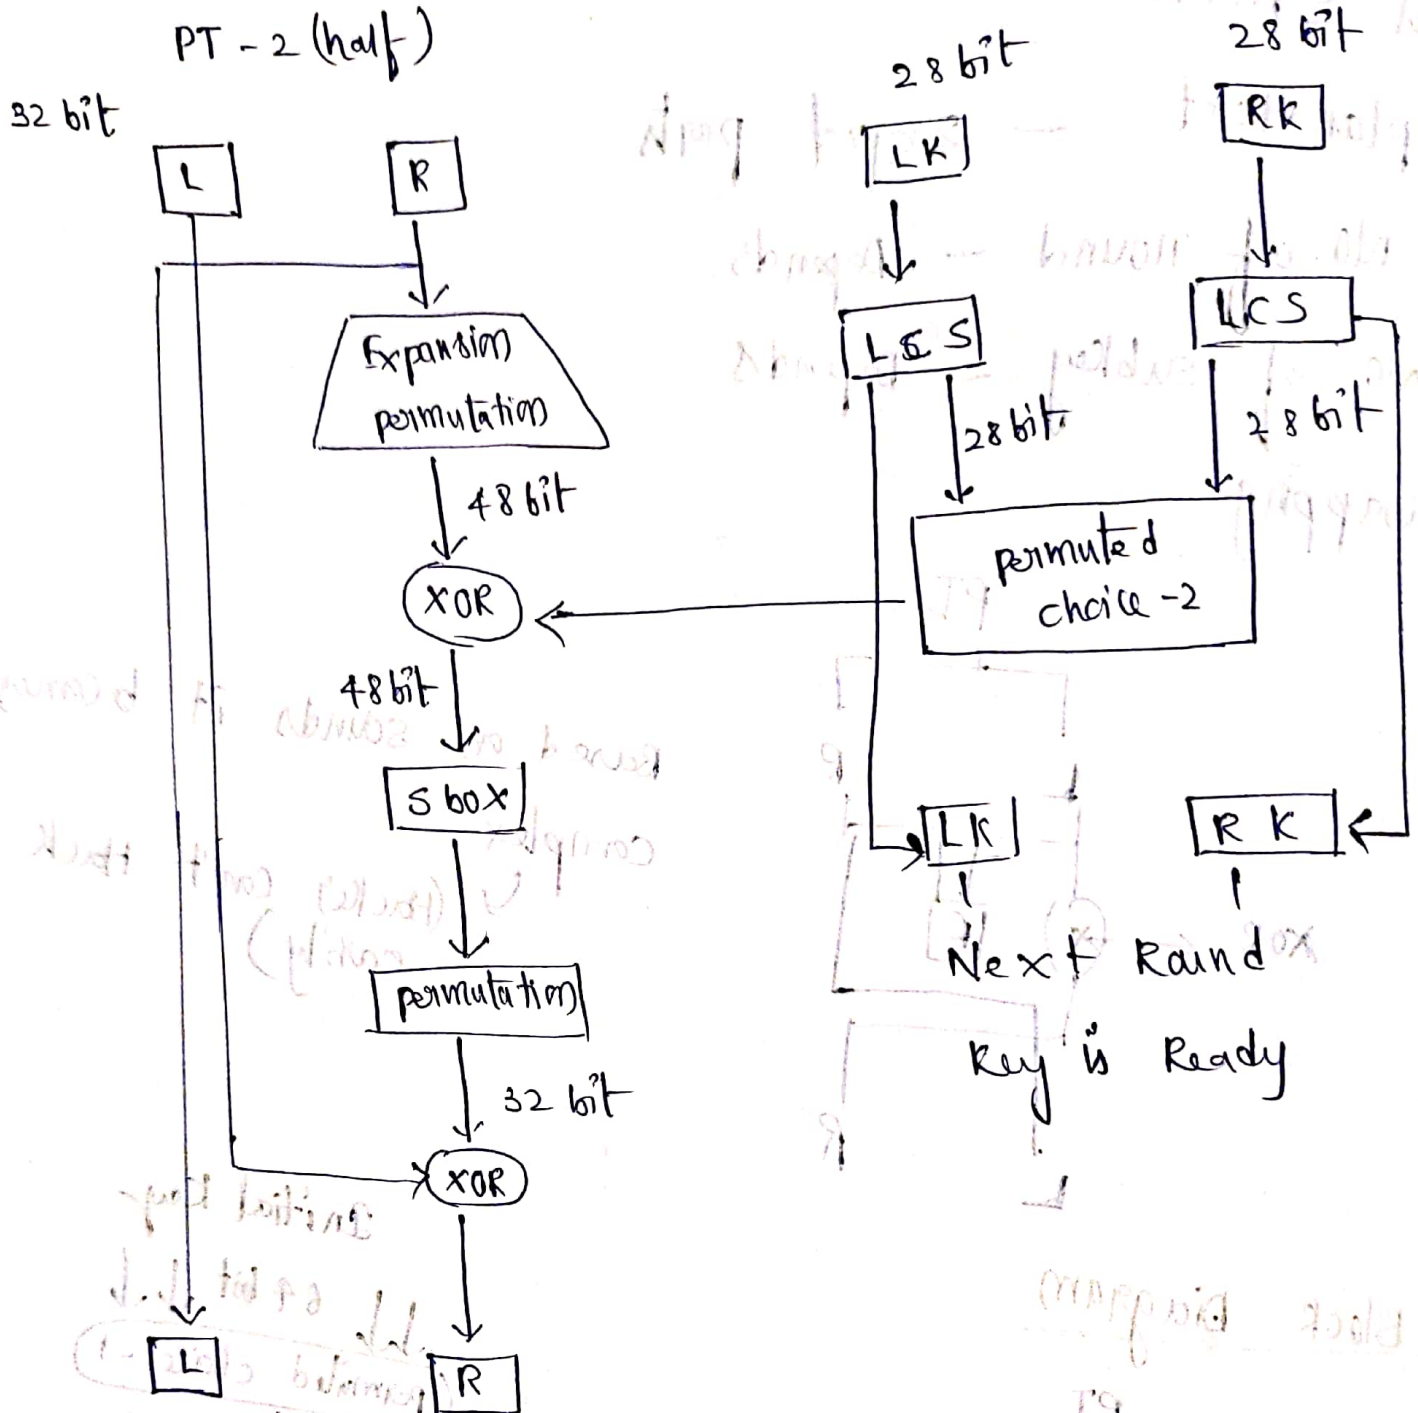 PT - 2 (half)
32 bit
L
R
Expansion
permutation
48 bit
XOR
48 bit
S box
permutation
32 bit
XOR
L
R
28 bit
28 bit
LK
RK
LCS
LCS
28 bit
28 bit
permuted
choice -2
LK
RK
Next Round
Key is Ready